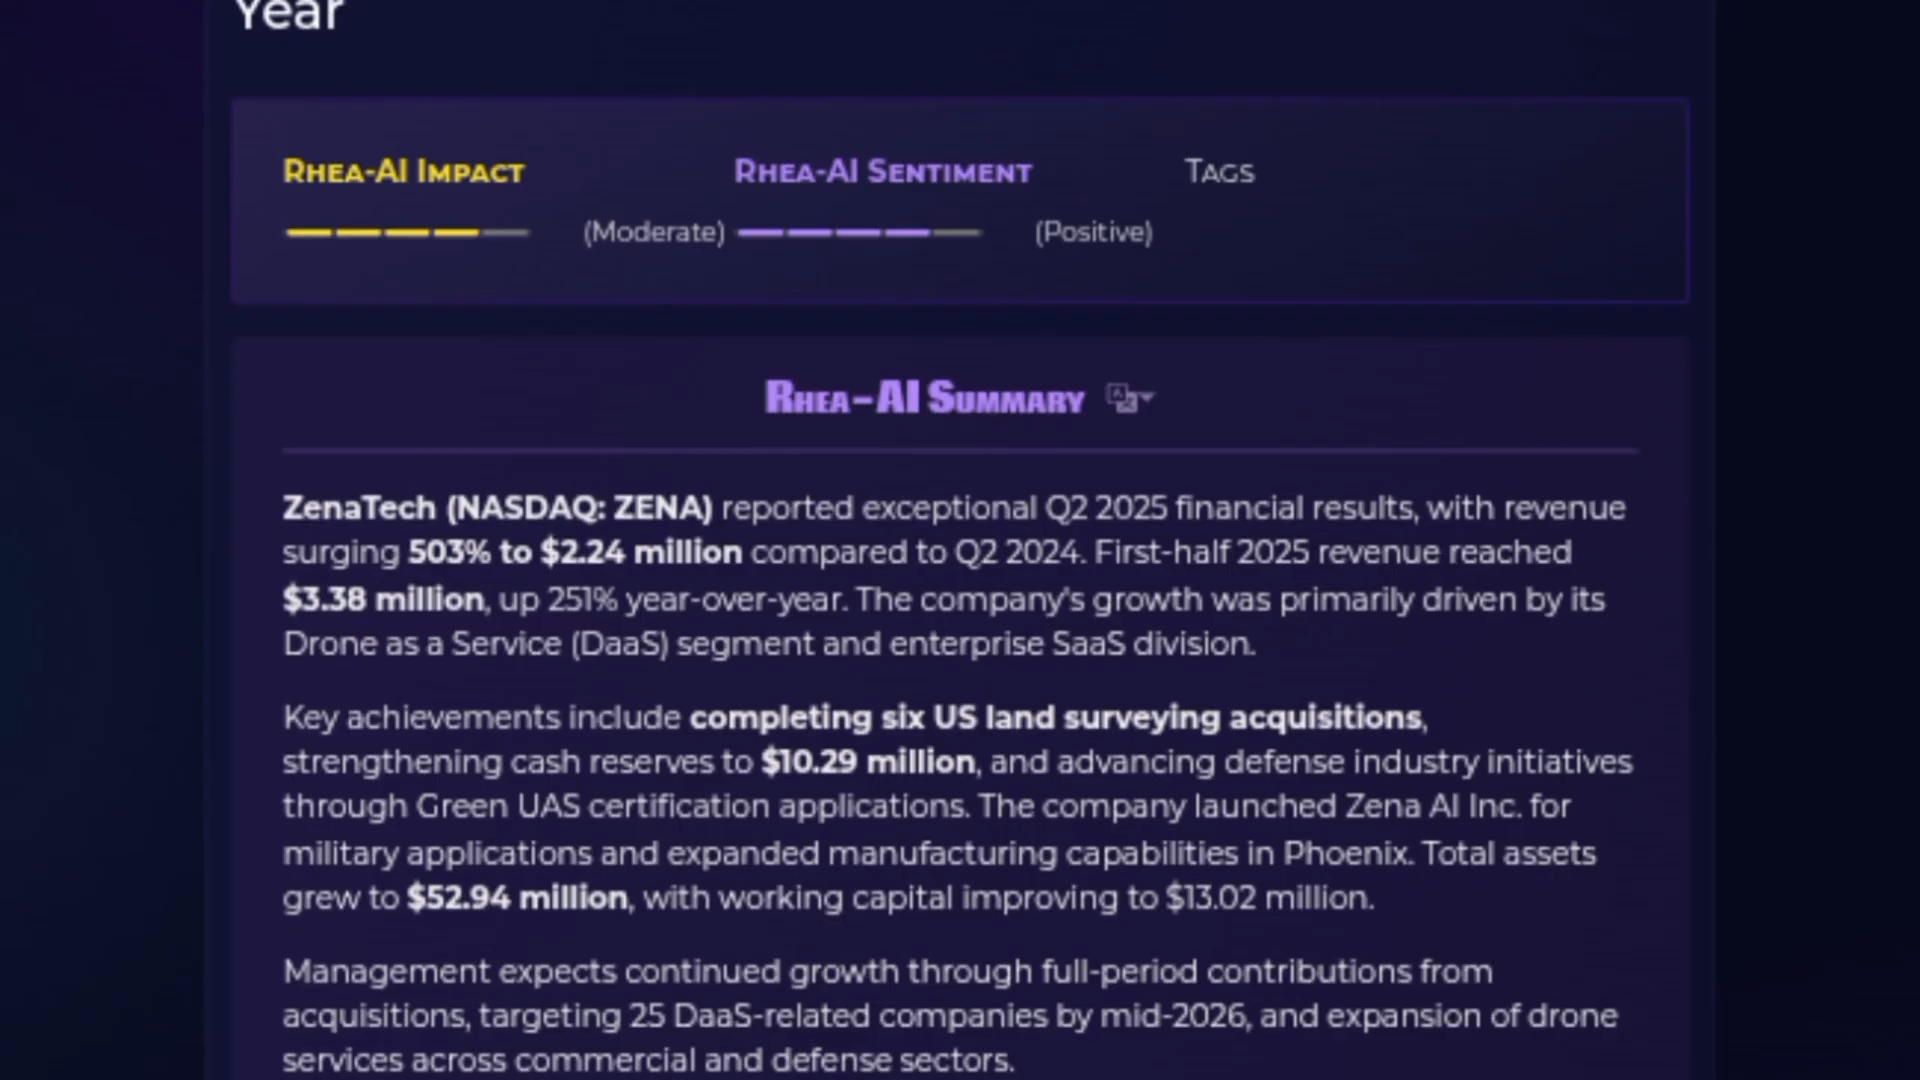 Year
Rhea-AI Impact
Rhea-AI Sentiment
Tags
(Moderate)
(Positive)
Rhea-AI Summary
ZenaTech (NASDAQ: ZENA) reported exceptional Q2 2025 financial results, with revenue
surging 503% to $2.24 million compared to Q2 2024. First-half 2025 revenue reached
$3.38 million, up 251% year-over-year. The company's growth was primarily driven by its
Drone as a Service (DaaS) segment and enterprise SaaS division.
Key achievements include completing six US land surveying acquisitions,
strengthening cash reserves to $10.29 million, and advancing defense industry initiatives
through Green UAS certification applications. The company launched Zena AI Inc. for
military applications and expanded manufacturing capabilities in Phoenix. Total assets
grew to $52.94 million, with working capital improving to $13.02 million.
Management expects continued growth through full-period contributions from
acquisitions, targeting 25 DaaS-related companies by mid-2026, and expansion of drone
services across commercial and defense sectors.